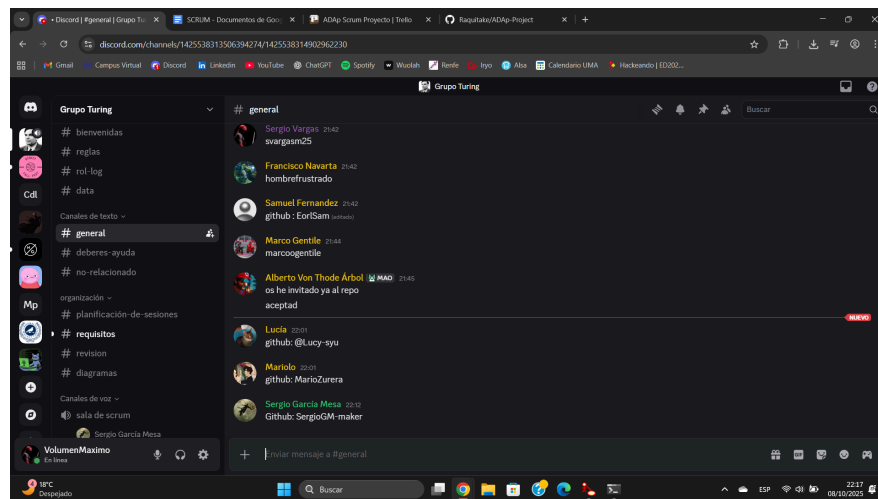 • Discord | #general | Grupo Tu
SCRUM - Documentos de Goo
ADAp Scrum Proyecto | Trello
Raquitake/ADAp-Project
discord.com/channels/1425538313506394274/1425538314902962230
Gmail
Campus Virtual
Discord
Linkedin
YouTube
ChatGPT
Spotify
Wuolah
Renfe
Iryo
Alsa
Calendario UMA
Hackeando | ED202...
Grupo Turing
Grupo Turing
# general
Buscar
# bienvenidas
# reglas
# rol-log
# data
Canales de texto
# general
# deberes-ayuda
# no-relacionado
organización
# planificación-de-sesiones
# requisitos
# revision
# diagramas
Canales de voz
sala de scrum
Sergio García Mesa
Cdl
Mp
Sergio Vargas 21:42
svargasm25
Francisco Navarta 21:42
hombrefrustrado
Samuel Fernandez 21:42
github : EorlSam (editado)
Marco Gentile 21:44
marcoogentile
Alberto Von Thode Árbol MAO 21:45
os he invitado ya al repo
aceptad
NUEVO
Lucía 22:01
github: @Lucy-syu
Mariolo 22:01
github: MarioZurera
Sergio García Mesa 22:12
Github: SergioGM-maker
VolumenMaximo
En línea
Enviar mensaje a #general
GIF
18°C
Despejado
Buscar
ESP
22:17
08/10/2025